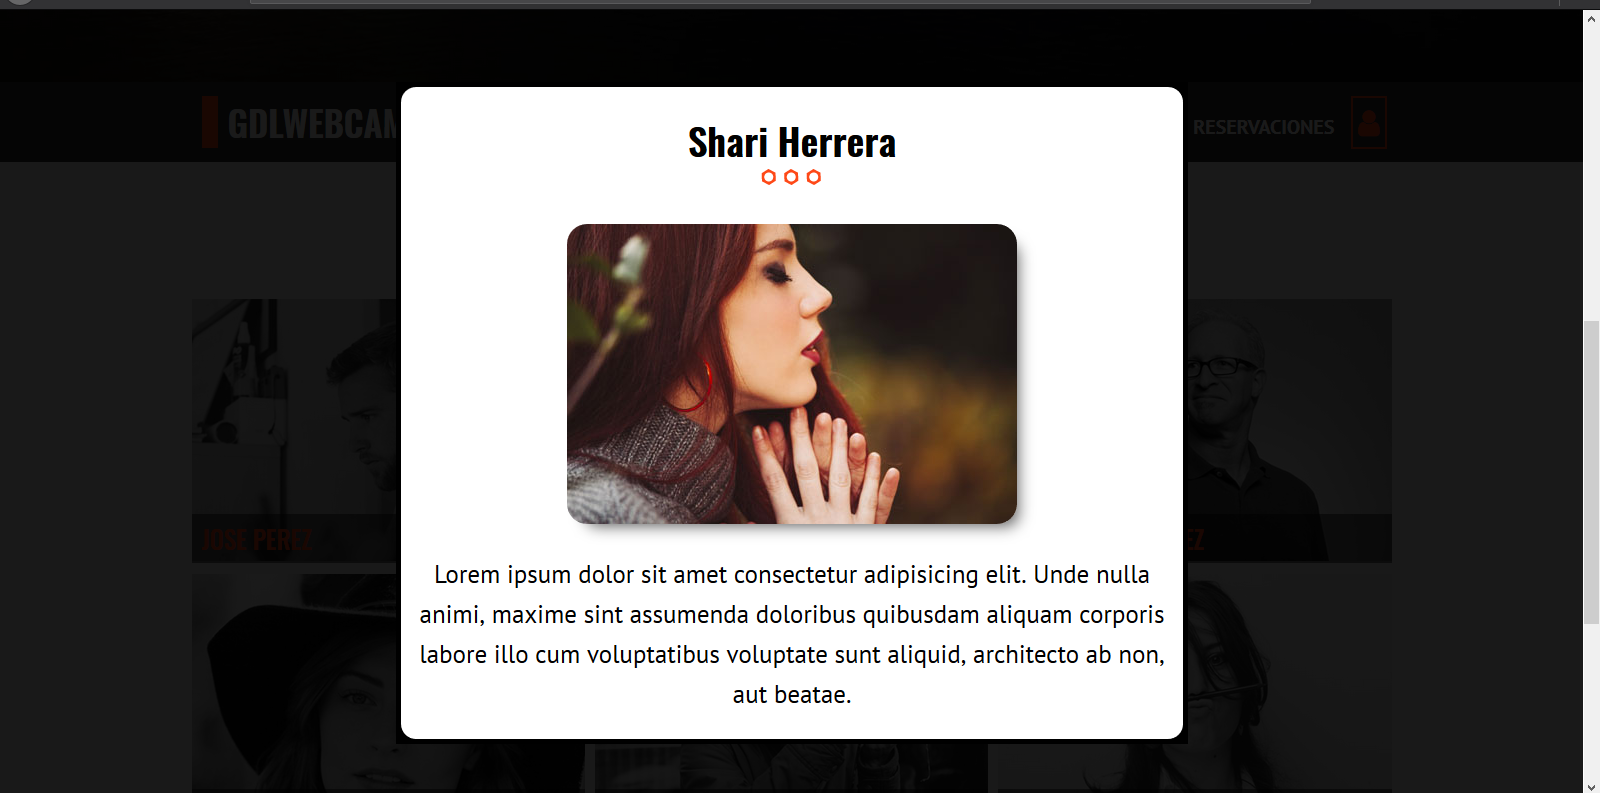 GDLWEBCAM
RESERVACIONES
Shari Herrera
JOSE PEREZ
EZ
Lorem ipsum dolor sit amet consectetur adipisicing elit. Unde nulla
animi, maxime sint assumenda doloribus quibusdam aliquam corporis
labore illo cum voluptatibus voluptate sunt aliquid, architecto ab non,
aut beatae.